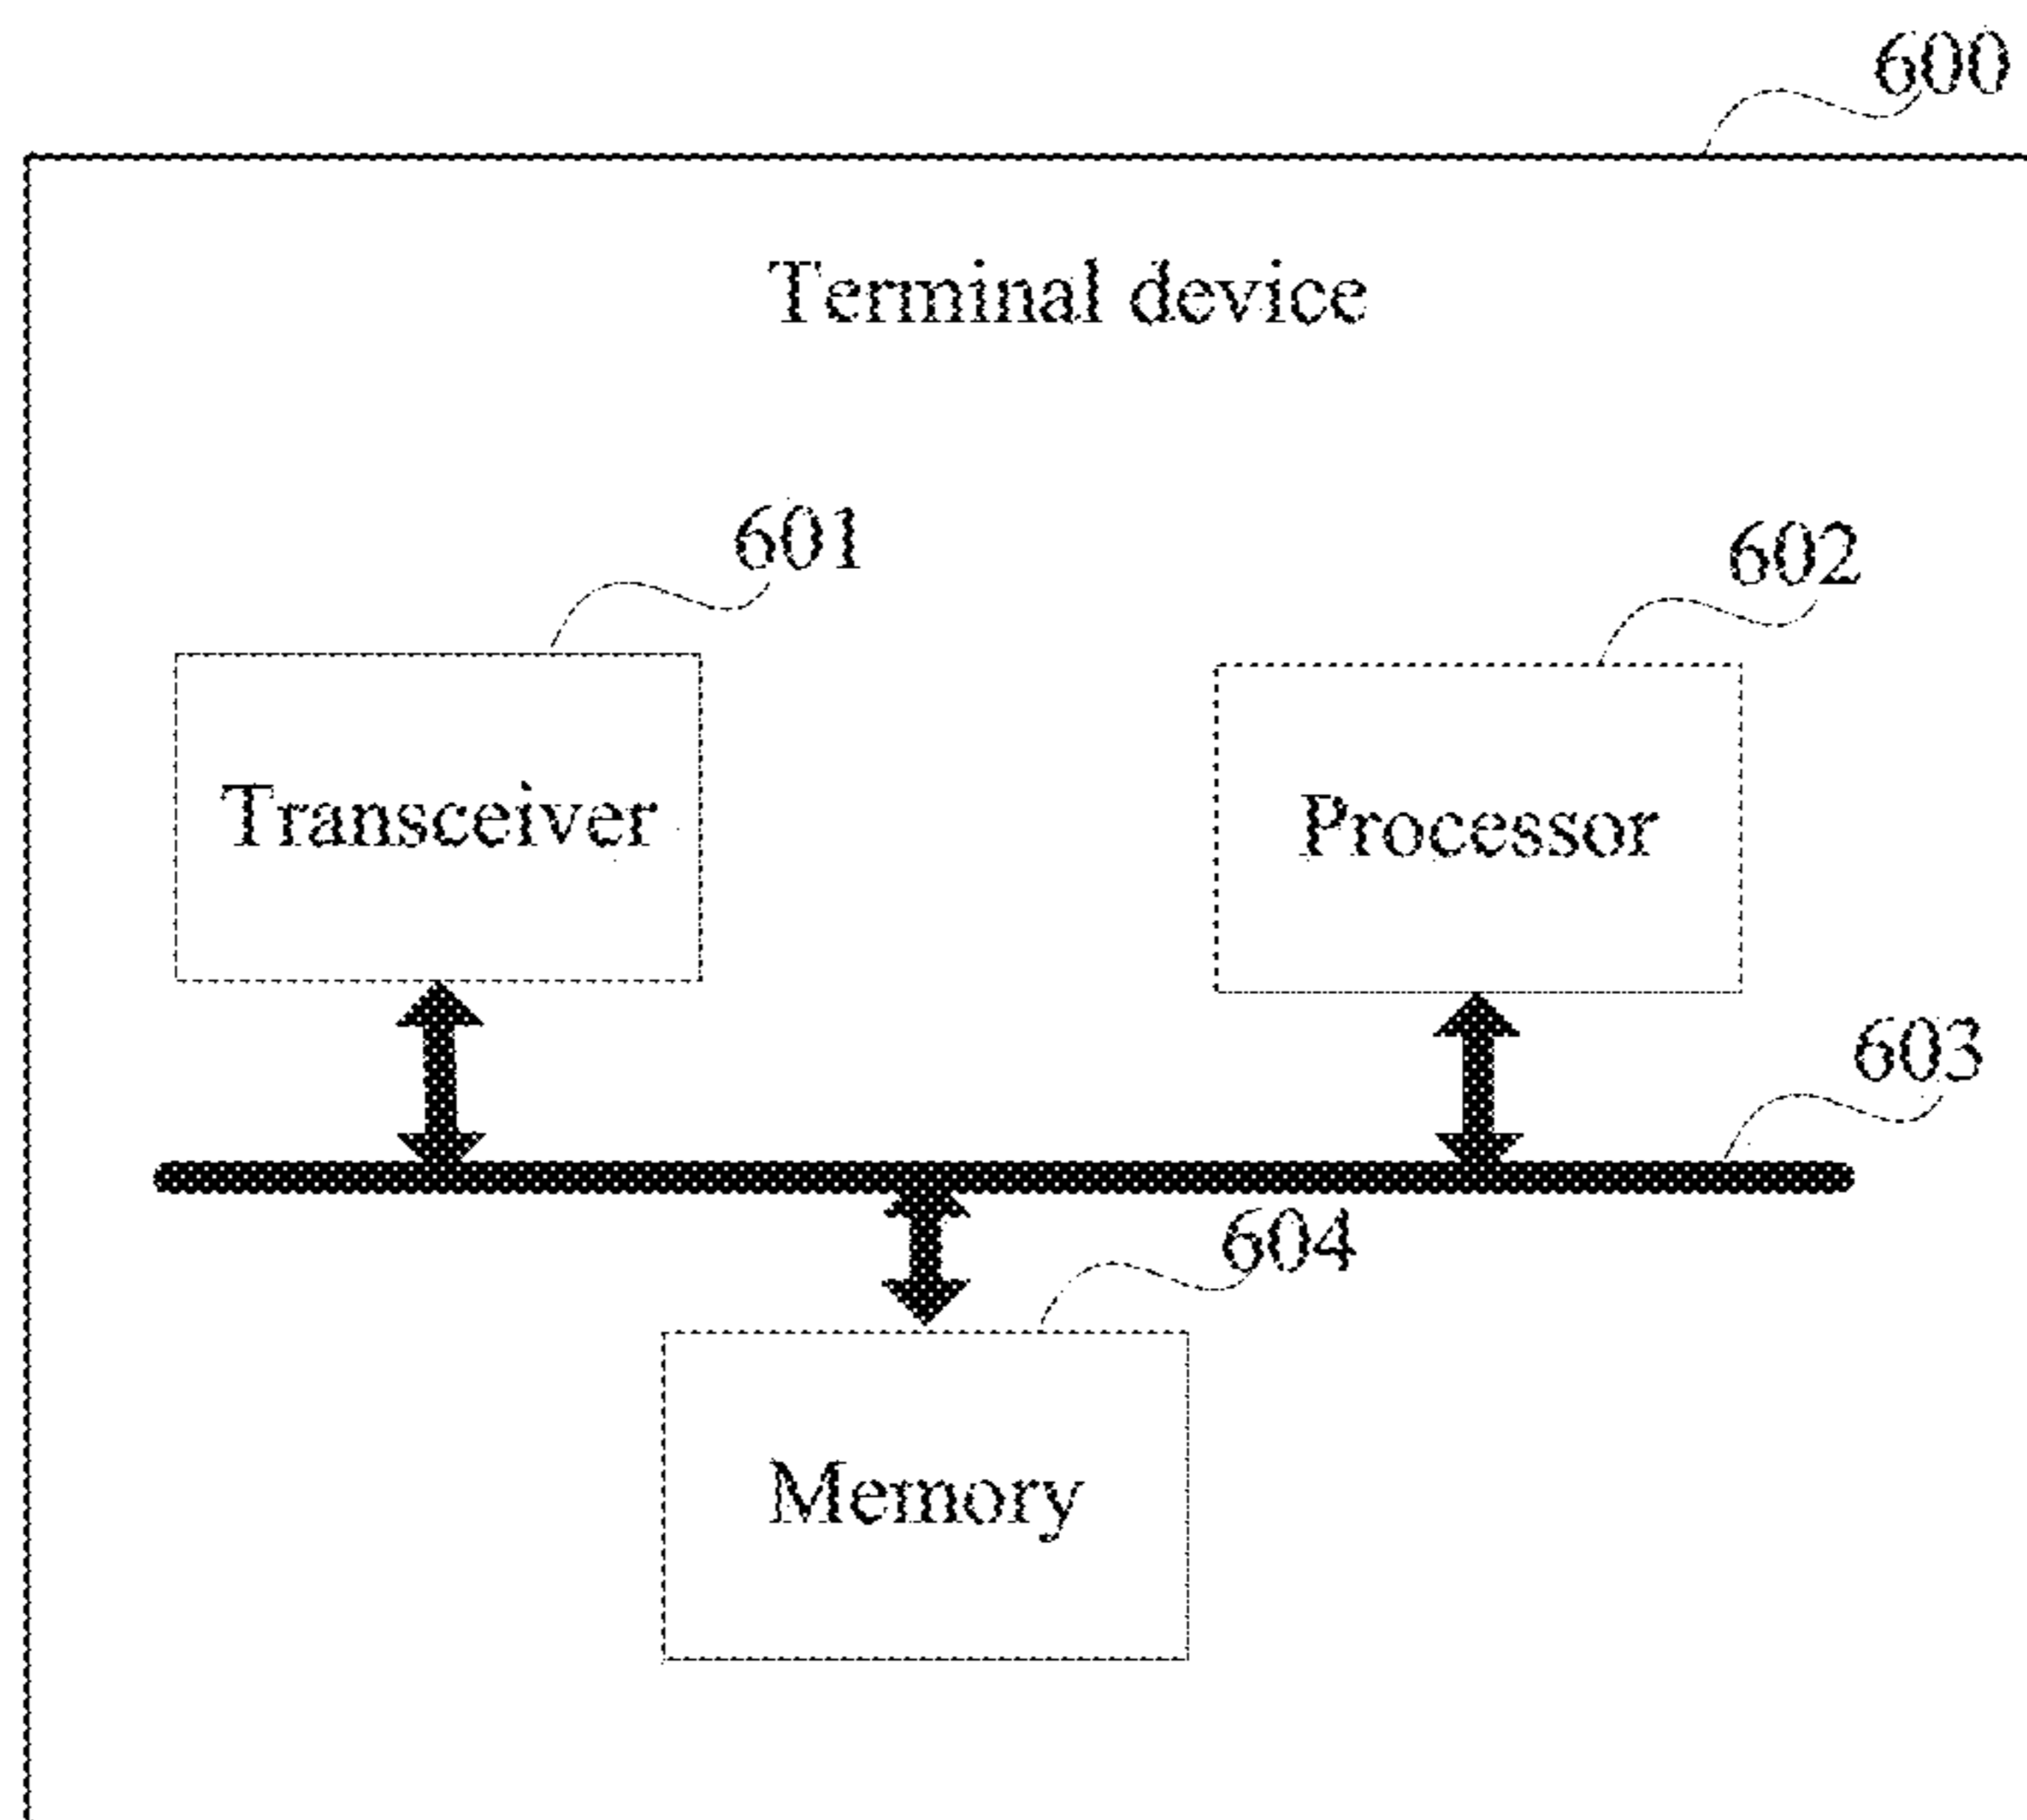 600
Terminal device
601
602
Transceiver
Processor
603
604
Memory